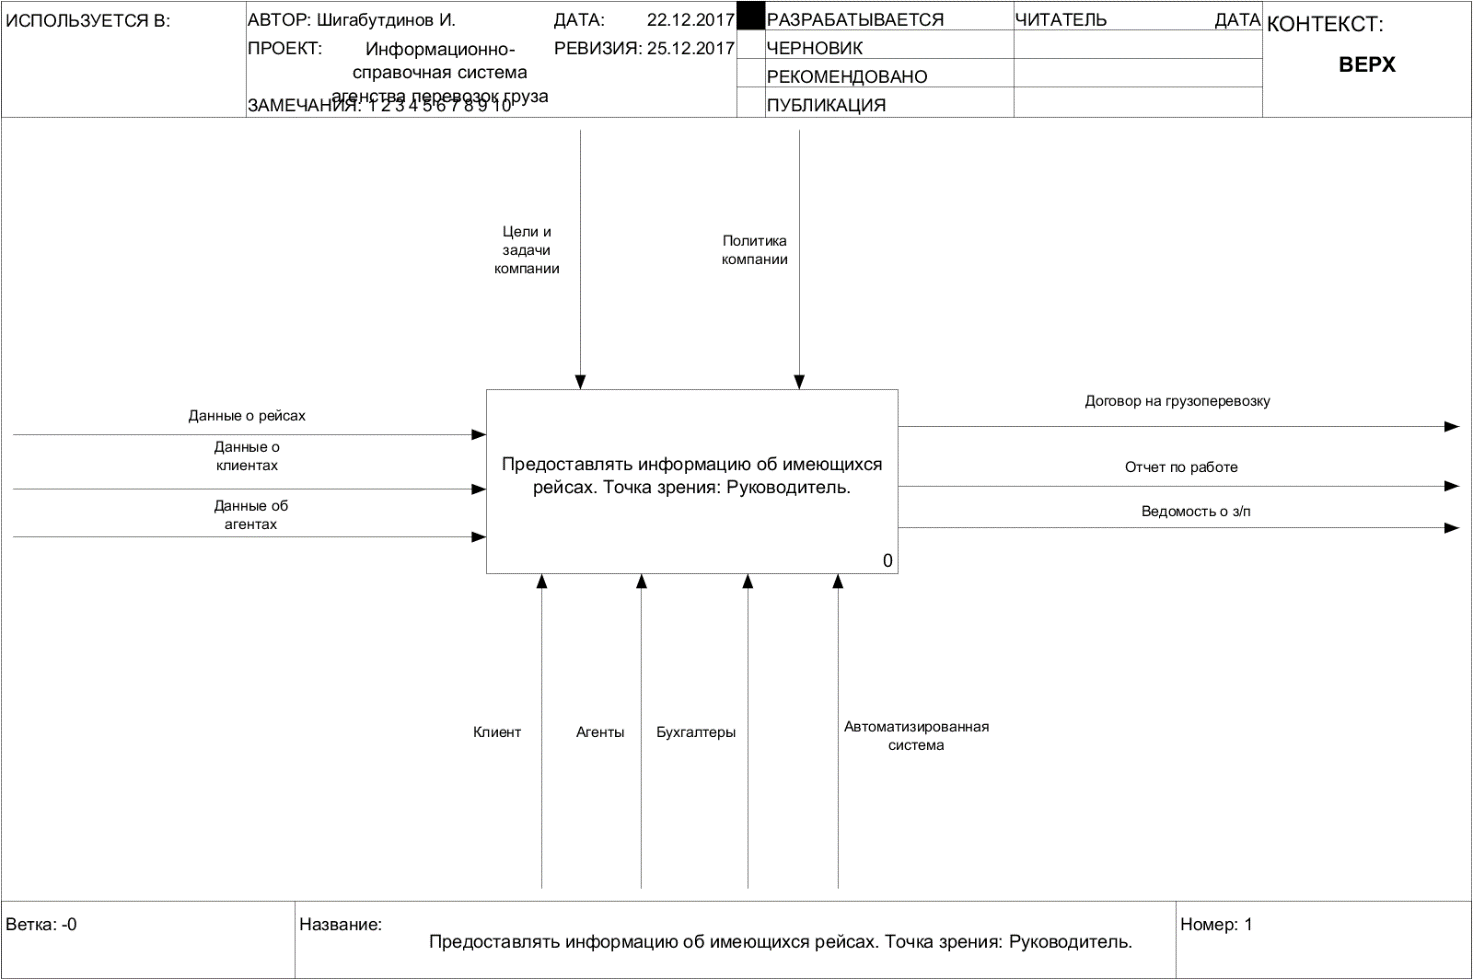 ИСПОЛЬЗУЕТСЯ В:
АВТОР: Шигабутдинов И.
ДАТА: 22.12.2017
ПРОЕКТ: Информационно-
справочная система
агенства перевозок груза
РЕВИЗИЯ: 25.12.2017
ЗАМЕЧАНИЯ: 1 2 3 4 5 6 7 8 9 10
РАЗРАБАТЫВАЕТСЯ
ЧЕРНОВИК
РЕКОМЕНДОВАНО
ПУБЛИКАЦИЯ
ЧИТАТЕЛЬ ДАТА
КОНТЕКСТ:
ВЕРХ
Цели и
задачи
компании
Политика
компании
Данные о рейсах
Данные о
клиентах
Данные об
агентах
Предоставлять информацию об имеющихся
рейсах. Точка зрения: Руководитель.
0
Договор на грузоперевозку
Отчет по работе
Ведомость о з/п
Клиент
Агенты
Бухгалтеры
Автоматизированная
система
Ветка: -0
Название:
Предоставлять информацию об имеющихся рейсах. Точка зрения: Руководитель.
Номер: 1